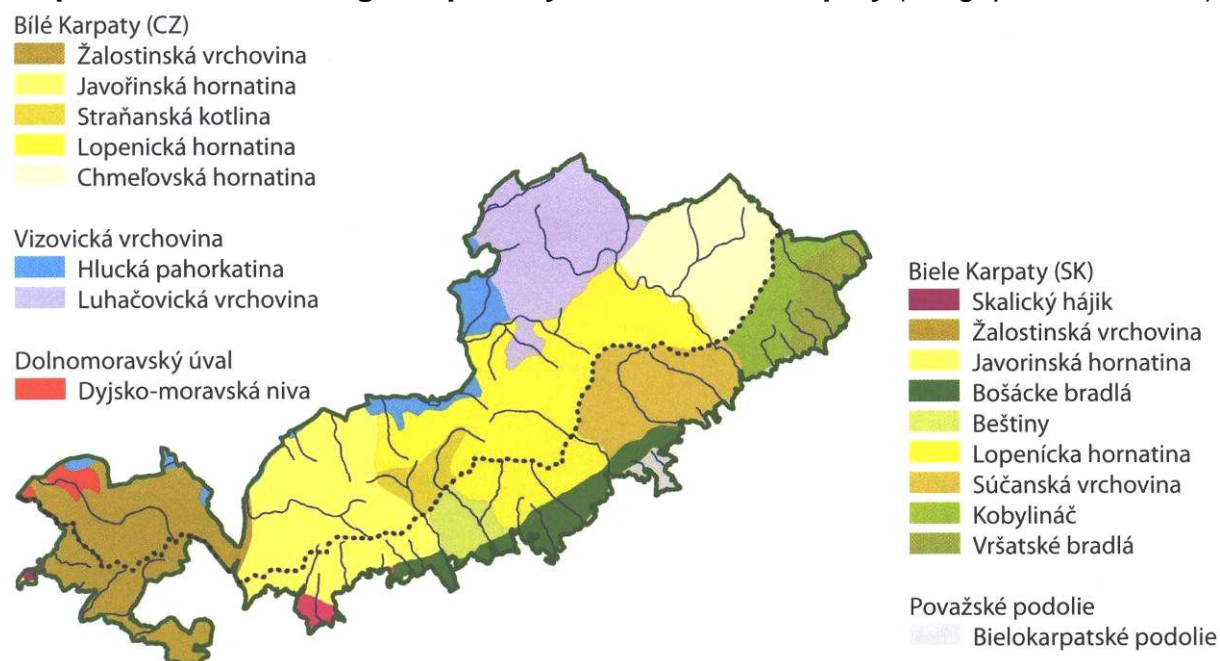 Bílé Karpaty (CZ)
Žalostinská vrchovina
Javořinská hornatina
Straňanská kotlina
Lopenická hornatina
Chmeľovská hornatina
Vizovická vrchovina
Hlucká pahorkatina
Luhačovická vrchovina
Dolnomoravský úval
Dyjsko-moravská niva
Biele Karpaty (SK)
Skalický hájik
Žalostinská vrchovina
Javorinská hornatina
Bošácke bradlá
Beštiny
Lopenícka hornatina
Súčanská vrchovina
Kobylináč
Vršatské bradlá
Považské podolie
Bielokarpatské podolie